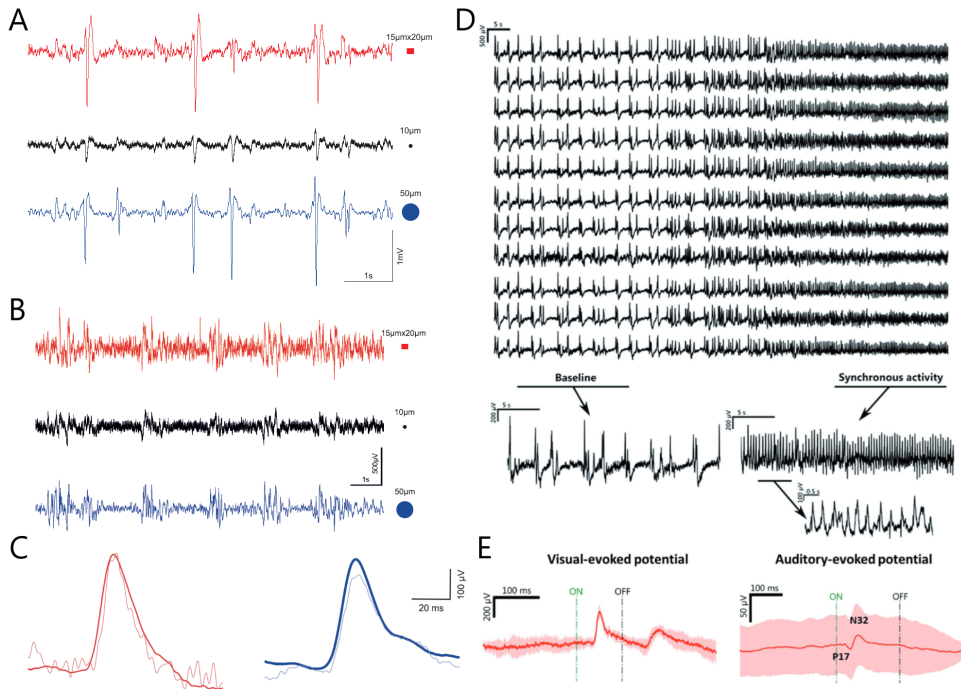 A
15μmx20μm
10μm
50μm
1mV
1s
B
15μmx20μm
10μm
500μV
1s
50μm
C
100 μV
20 ms
D
5 s
500 μV
Baseline
Synchronous activity
5 s
200 μV
5 s
200 μV
0.5 s
100 μV
E
Visual-evoked potential
Auditory-evoked potential
100 ms
200 μV
ON
OFF
100 ms
50 μV
ON
OFF
N32
P17